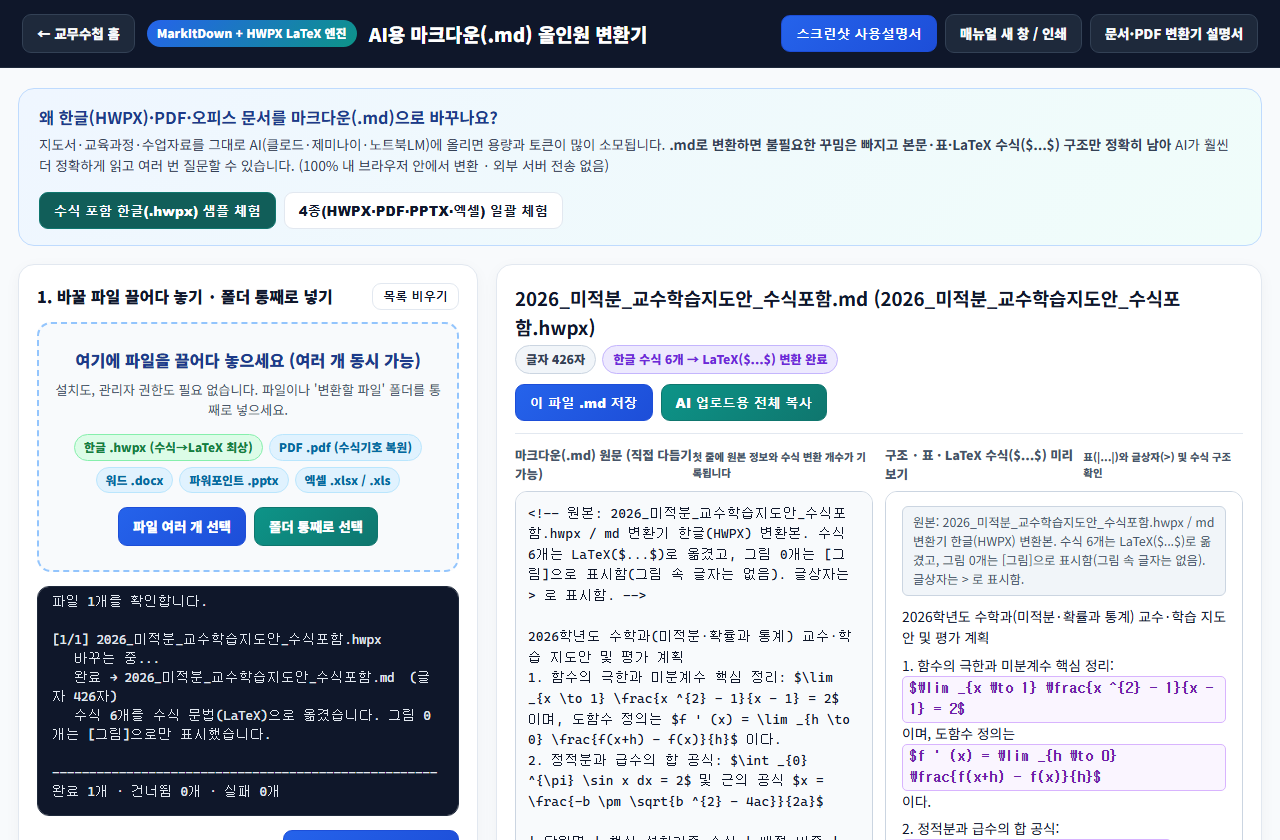 ← 교무수첩 홈
MarkItDown + HWPX LaTeX 엔진
AI용 마크다운(.md) 올인원 변환기
스크린샷 사용설명서
매뉴얼 새 창 / 인쇄
문서·PDF 변환기 설명서
왜 한글(HWPX)·PDF·오피스 문서를 마크다운(.md)으로 바꾸나요?
지도서·교육과정·수업자료를 그대로 AI(클로드·제미나이·노트북LM)에 올리면 용량과 토큰이 많이 소모됩니다. .md로 변환하면 불필요한 꾸밈은 빠지고 본문·표·LaTeX 수식($...$) 구조만 정확히 남아 AI가 훨씬
더 정확하게 읽고 여러 번 질문할 수 있습니다. (100% 내 브라우저 안에서 변환 · 외부 서버 전송 없음)
수식 포함 한글(.hwpx) 샘플 체험
4종(HWPX·PDF·PPTX·엑셀) 일괄 체험
1. 바꿀 파일 끌어다 놓기 · 폴더 통째로 넣기
목록 비우기
여기에 파일을 끌어다 놓으세요 (여러 개 동시 가능)
설치도, 관리자 권한도 필요 없습니다. 파일이나 '변환할 파일' 폴더를 통
째로 넣으세요.
한글 .hwpx (수식→LaTeX 최상)
PDF .pdf (수식기호 복원)
워드 .docx
파워포인트 .pptx
엑셀 .xlsx / .xls
파일 여러 개 선택
폴더 통째로 선택
파일 1개를 확인합니다.
[1/1] 2026_미적분_교수학습지도안_수식포함.hwpx
바꾸는 중...
완료 → 2026_미적분_교수학습지도안_수식포함.md (글
자 426자)
수식 6개를 수식 문법(LaTeX)으로 옮겼습니다. 그림 0
개는 [그림]으로만 표시했습니다.
────────────────────────────────────────
완료 1개 · 건너뜀 0개 · 실패 0개
2026_미적분_교수학습지도안_수식포함.md (2026_미적분_교수학습지도안_수식포
함.hwpx)
글자 426자
한글 수식 6개 → LaTeX($...$) 변환 완료
이 파일 .md 저장
AI 업로드용 전체 복사
마크다운(.md) 원문 (직접 다듬기
가능)
첫 줄에 원본 정보와 수식 변환 개수가 기
록됩니다
<!-- 원본: 2026_미적분_교수학습지도안_수식포
함.hwpx / md 변환기 한글(HWPX) 변환본. 수식
6개는 LaTeX($...$)로 옮겼고, 그림 0개는 [그
림]으로 표시함(그림 속 글자는 없음). 글상자는
> 로 표시함. -->
2026학년도 수학과(미적분·확률과 통계) 교수·학
습 지도안 및 평가 계획
1. 함수의 극한과 미분계수 핵심 정리: $\lim
_{x \to 1} \frac{x ^{2} - 1}{x - 1} = 2$
이며, 도함수 정의는 $f ' (x) = \lim _{h \to
0} \frac{f(x+h) - f(x)}{h}$ 이다.
2. 정적분과 급수의 합 공식: $\int _{0}
^{\pi} \sin x dx = 2$ 및 근의 공식 $x =
\frac{-b \pm \sqrt{b ^{2} - 4ac}}{2a}$
구조 · 표 · LaTeX 수식($...$) 미리
보기
표(|...|)와 글상자(>) 및 수식 구조
확인
원본: 2026_미적분_교수학습지도안_수식포함.hwpx / md
변환기 한글(HWPX) 변환본. 수식 6개는 LaTeX($...$)로 옮
겼고, 그림 0개는 [그림]으로 표시함(그림 속 글자는 없음).
글상자는 > 로 표시함.
2026학년도 수학과(미적분·확률과 통계) 교수·학습 지도
안 및 평가 계획
1. 함수의 극한과 미분계수 핵심 정리:
$₩lim _{x ₩to 1} ₩frac{x ^{2} - 1}{x -
1} = 2$
이며, 도함수 정의는
$f ' (x) = ₩lim _{h ₩to 0}
₩frac{f(x+h) - f(x)}{h}$
이다.
2. 정적분과 급수의 합 공식: